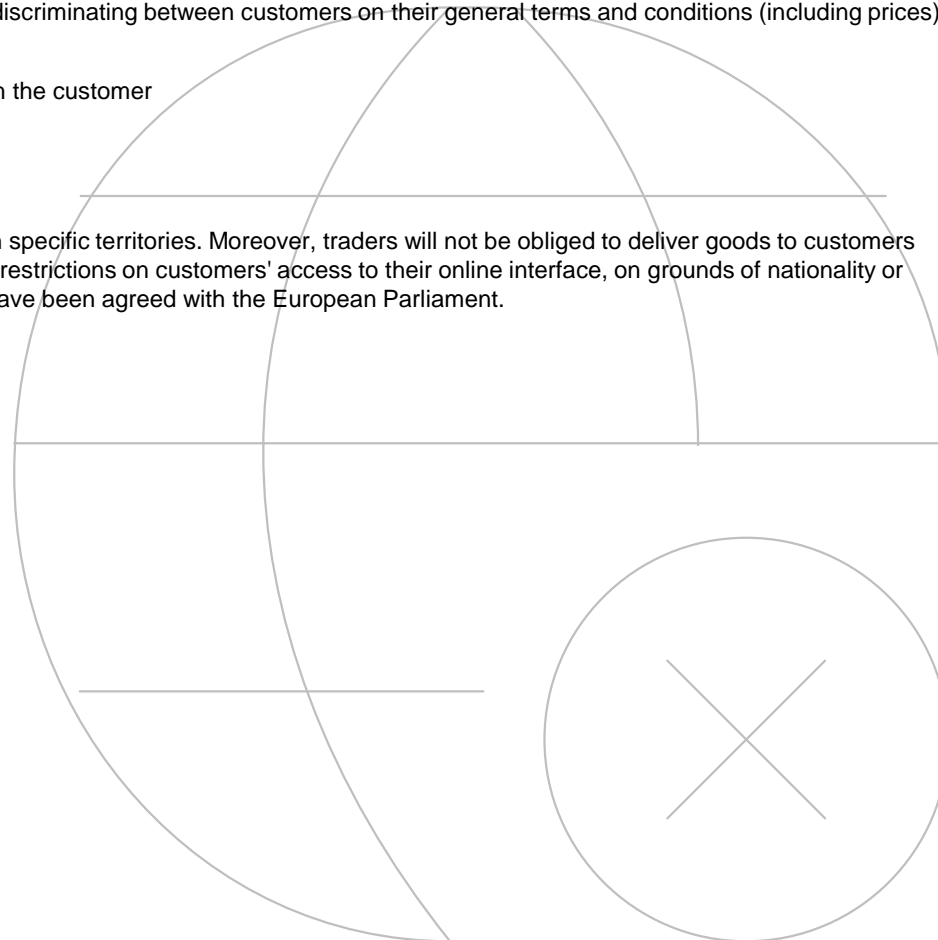 discriminating between customers on their general terms and conditions (including prices)
the customer
specific territories. Moreover, traders will not be obliged to deliver goods to customers
restrictions on customers' access to their online interface, on grounds of nationality or
have been agreed with the European Parliament.